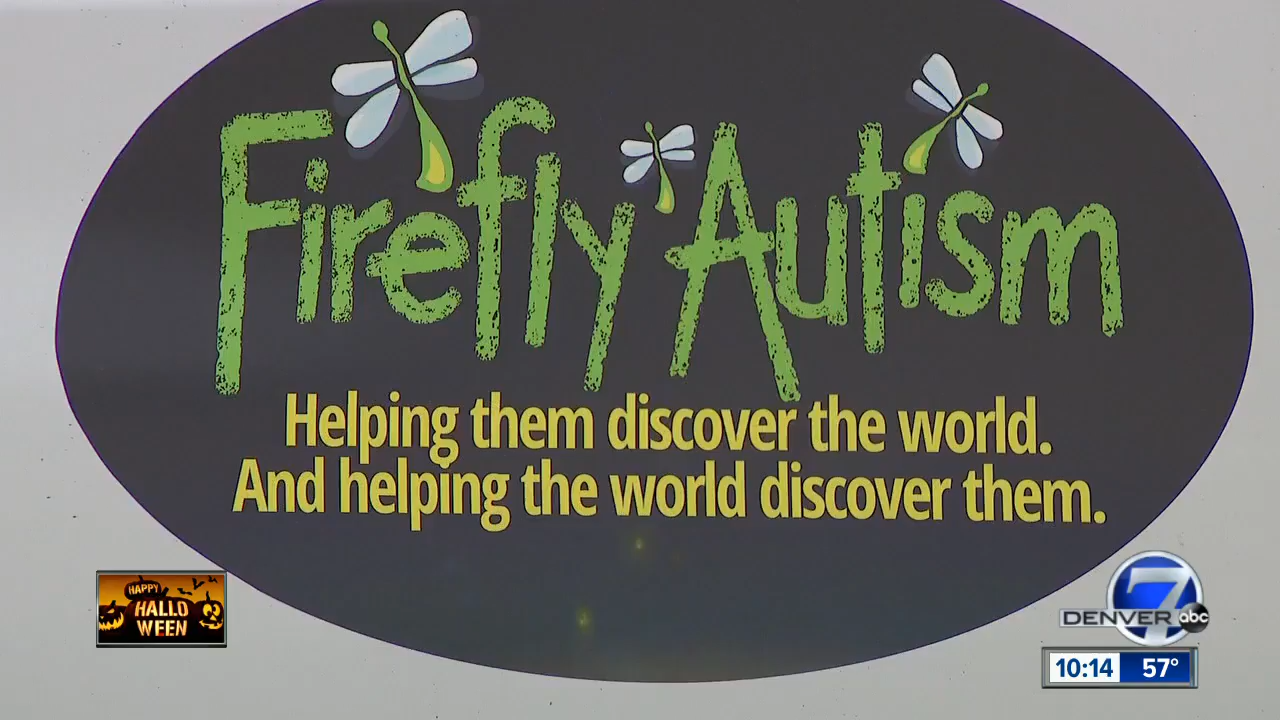 Firefly Autism
Helping them discover the world.
And helping the world discover them.
HAPPY
HALLO
WEEN
7
DENVER abc
10:14 57°